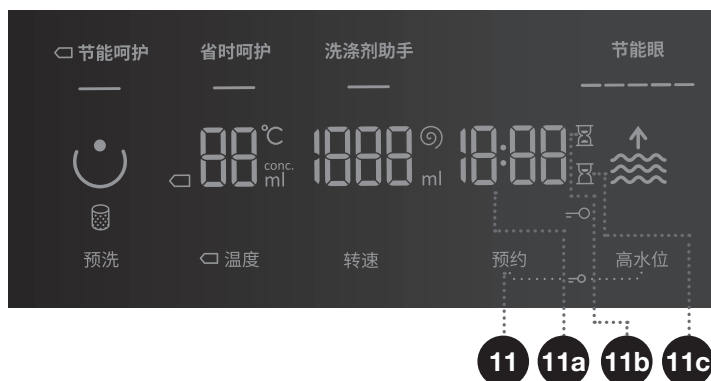 节能呵护 省时呵护 洗涤剂助手 节能眼
88 °C 1888 18:88
conc.
ml ml
预洗 温度 转速 预约 高水位
11 11a 11b 11c